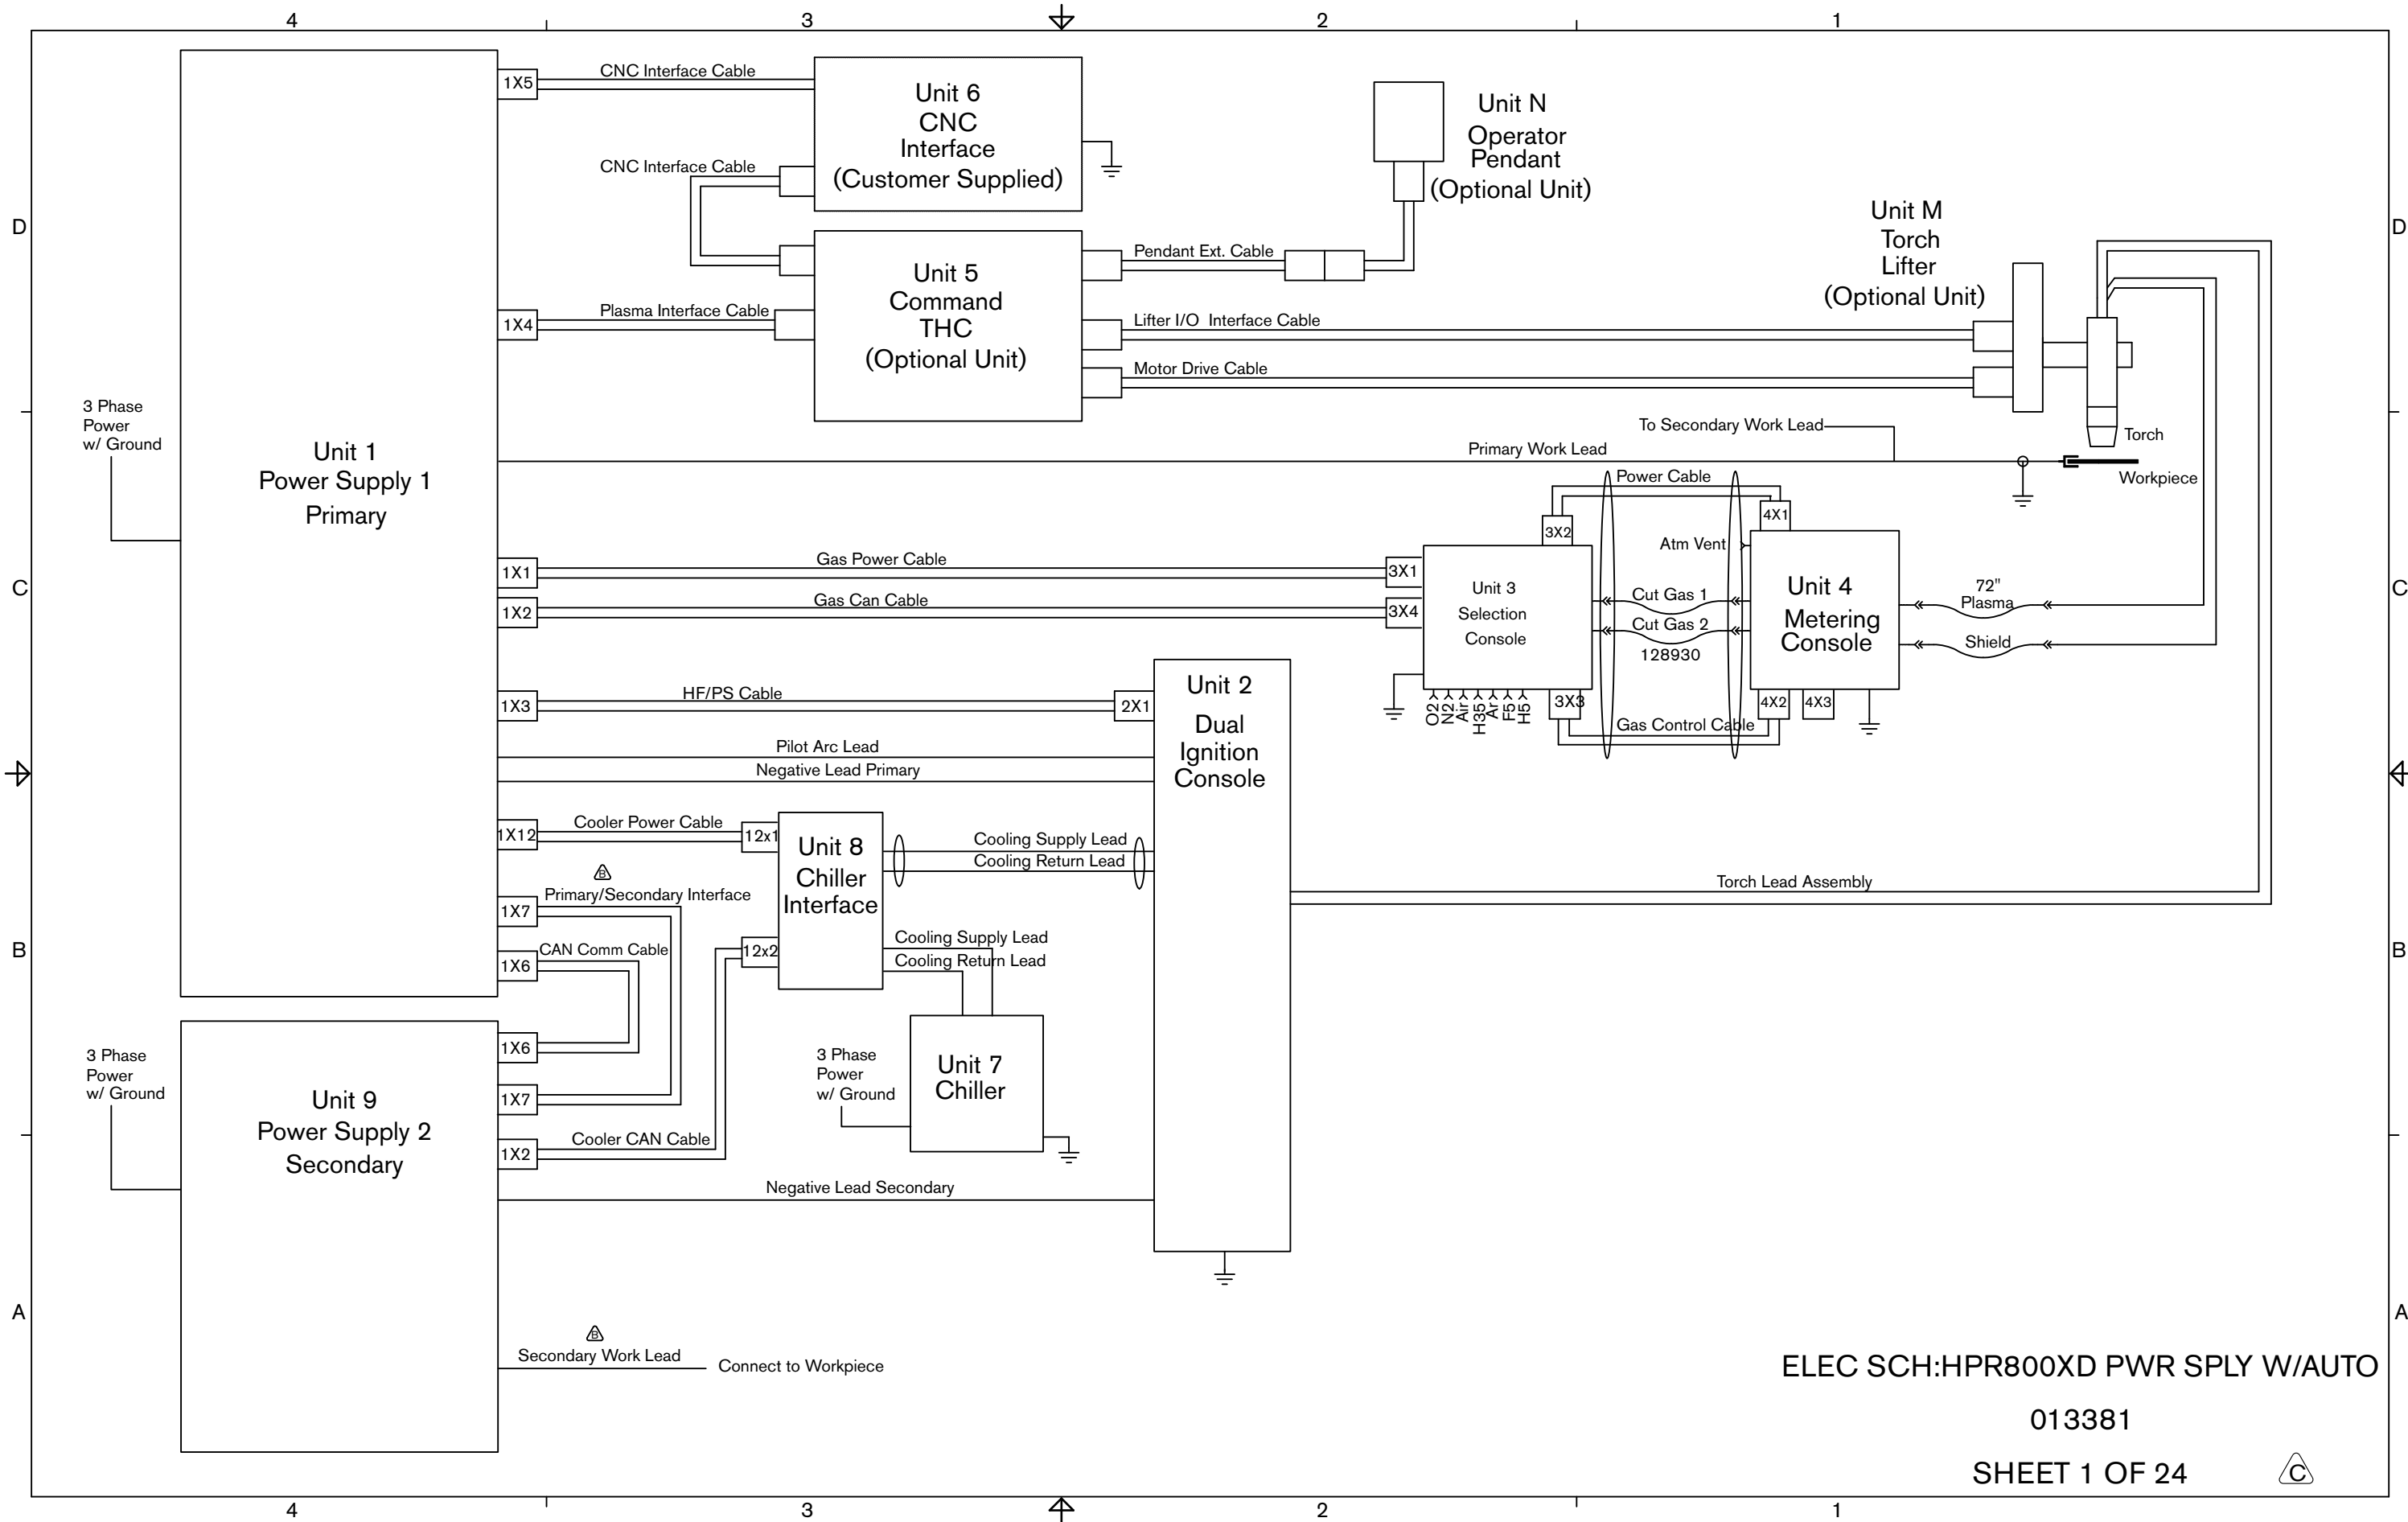 4
3
2
1
D
D
C
C
B
B
A
A
4
3
2
1
3 Phase
Power
w/ Ground
Unit 1
Power Supply 1
Primary
1X5
CNC Interface Cable
Unit 6
CNC
Interface
(Customer Supplied)
CNC Interface Cable
Unit N
Operator
Pendant
(Optional Unit)
Unit 5
Command
THC
(Optional Unit)
1X4
Plasma Interface Cable
Pendant Ext. Cable
Lifter I/O Interface Cable
Motor Drive Cable
Unit M
Torch
Lifter
(Optional Unit)
Torch
To Secondary Work Lead
Primary Work Lead
Workpiece
1X1
Gas Power Cable
3X1
1X2
Gas Can Cable
3X4
3X2
Power Cable
4X1
Unit 3
Selection
Console
Atm Vent
Cut Gas 1
Cut Gas 2
128930
Unit 4
Metering
Console
72"
Plasma
Shield
O2
N2
Air
H35
Ar
F5
H5
3X3
Gas Control Cable
4X2
4X3
1X3
HF/PS Cable
2X1
Unit 2
Dual
Ignition
Console
Pilot Arc Lead
Negative Lead Primary
1X12
Cooler Power Cable
12x1
Unit 8
Chiller
Interface
Cooling Supply Lead
Cooling Return Lead
B
Primary/Secondary Interface
1X7
CAN Comm Cable
1X6
12x2
Cooling Supply Lead
Cooling Return Lead
Torch Lead Assembly
3 Phase
Power
w/ Ground
Unit 9
Power Supply 2
Secondary
1X6
1X7
1X2
Cooler CAN Cable
3 Phase
Power
w/ Ground
Unit 7
Chiller
Negative Lead Secondary
B
Secondary Work Lead
Connect to Workpiece
ELEC SCH:HPR800XD PWR SPLY W/AUTO
013381
SHEET 1 OF 24
C